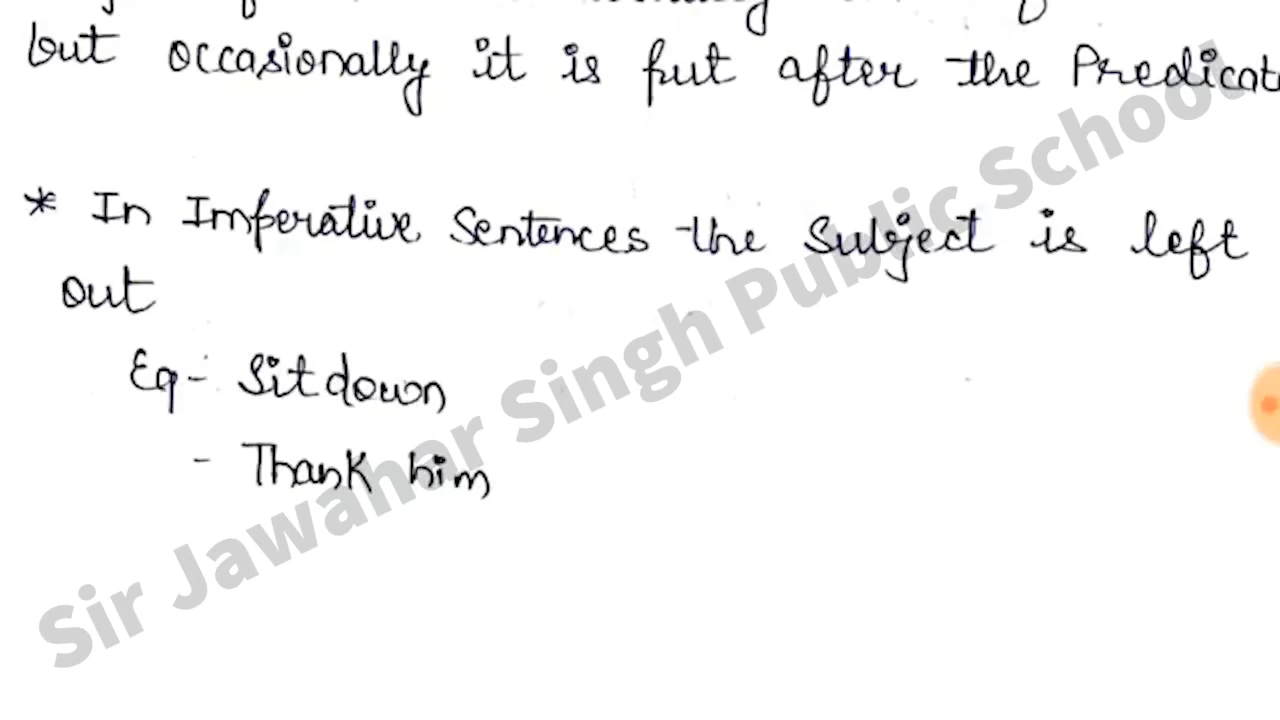 but occasionally it is put after the Predicat
* In Imperative Sentences the Subject is left
out
Eg- Sit down
- Thank him
Sir Jawahar Singh Public School